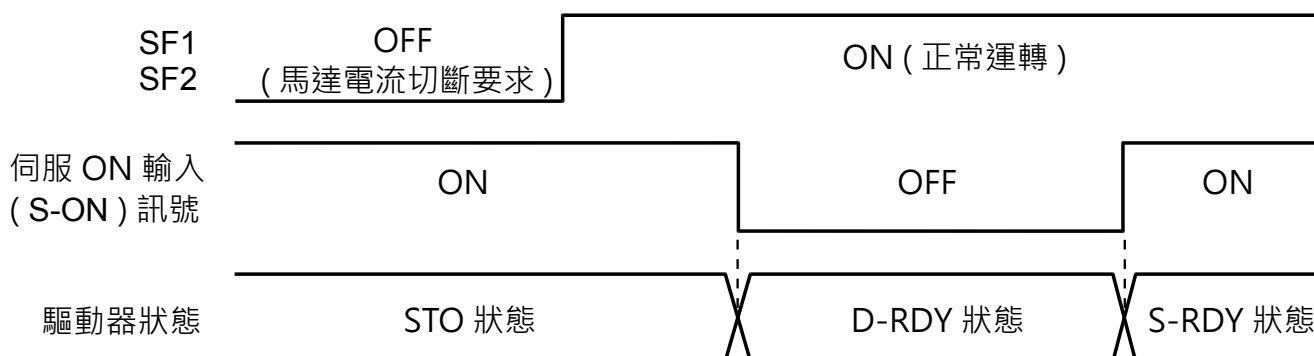 SF1
SF2
OFF
( 馬達電流切斷要求 )
ON ( 正常運轉 )
伺服 ON 輸入
( S-ON ) 訊號
ON
OFF
ON
驅動器狀態
STO 狀態
D-RDY 狀態
S-RDY 狀態